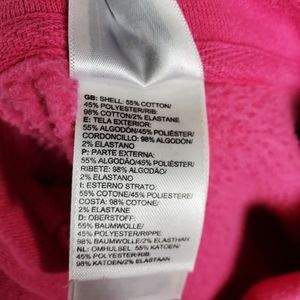 GB: SHELL: 55% COTTON/
45% POLYESTER/RIB:
98% COTTON/2% ELASTANE
E: TELA EXTERIOR:
55% ALGODÓN/45% POLIÉSTER/
CORDONCILLO: 98% ALGODÓN/
2% ELASTANO
P: PARTE EXTERNA:
55% ALGODÃO/45% POLIÉSTER/
RIBETE: 98% ALGODÃO/
2% ELASTANO
I: ESTERNO STRATO:
55% COTONE/45% POLIESTERE/
COSTA: 98% COTONE/
2% ELASTANE
D: OBERSTOFF:
55% BAUMWOLLE/
45% POLYESTER/RIPPE:
98% BAUMWOLLE/2% ELASTHAN
NL: OMHULSEL: 55% KATOEN/
45% POLYESTER/RIB:
98% KATOEN/2% ELASTAAN